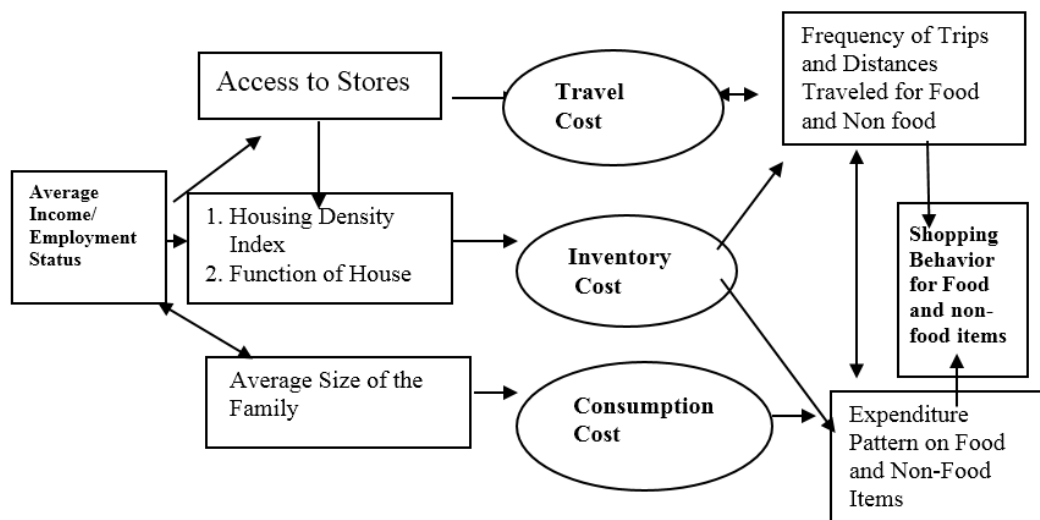 Access to Stores
Travel
Cost
Frequency of Trips
and Distances
Traveled for Food
and Non food
Average
Income/
Employment
Status
1. Housing Density
Index
2. Function of House
Inventory
Cost
Shopping
Behavior
for Food
and non-
food items
Average Size of the
Family
Consumption
Cost
Expenditure
Pattern on Food
and Non-Food
Items